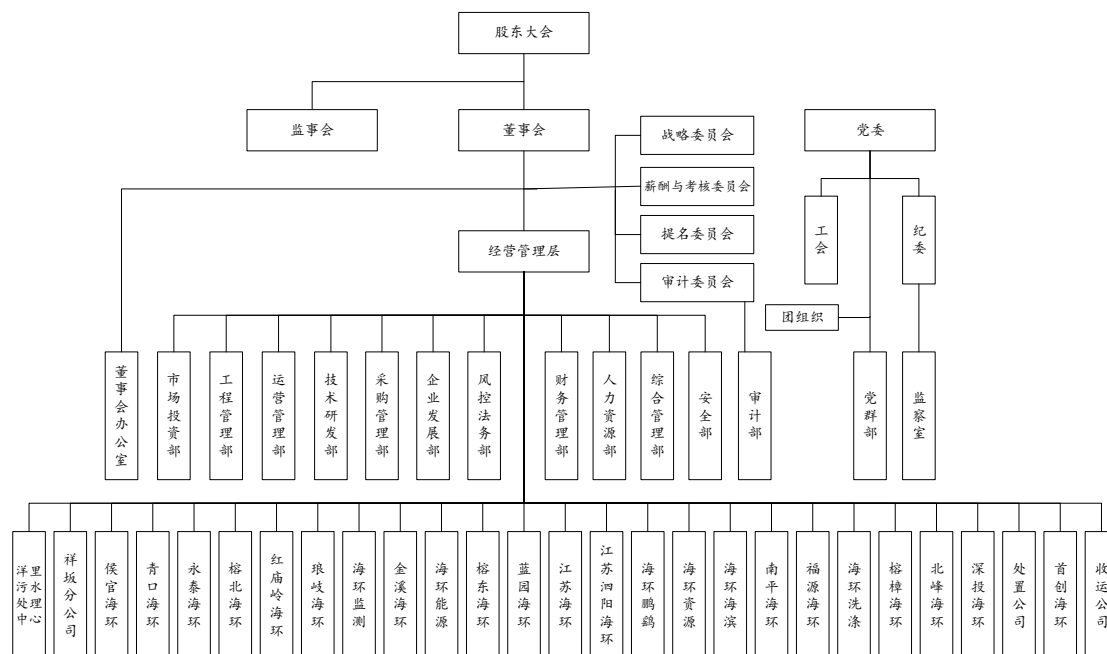 股东大会
监事会
董事会
战略委员会
党委
薪酬与考核委员会
工会
纪委
提名委员会
经营管理层
审计委员会
团组织
董事会办公室
市场投资部
工程管理部
运营管理部
技术研发部
采购管理部
企业发展部
风控法务部
财务管理部
人力资源部
综合管理部
安全部
审计部
党群部
监察室
洋里污水处理中心
祥坂分公司
侯官海环
青口海环
永泰海环
榕北海环
红庙岭海环
琅岐海环
海环监测
金溪海环
海环能源
榕东海环
蓝园海环
江苏海环
江苏泗阳海环
海环鹏鹞
海环资源
海环海滨
南平海环
福源海环
海环洗涤
榕樟海环
北峰海环
深投海环
处置公司
首创海环
收运公司